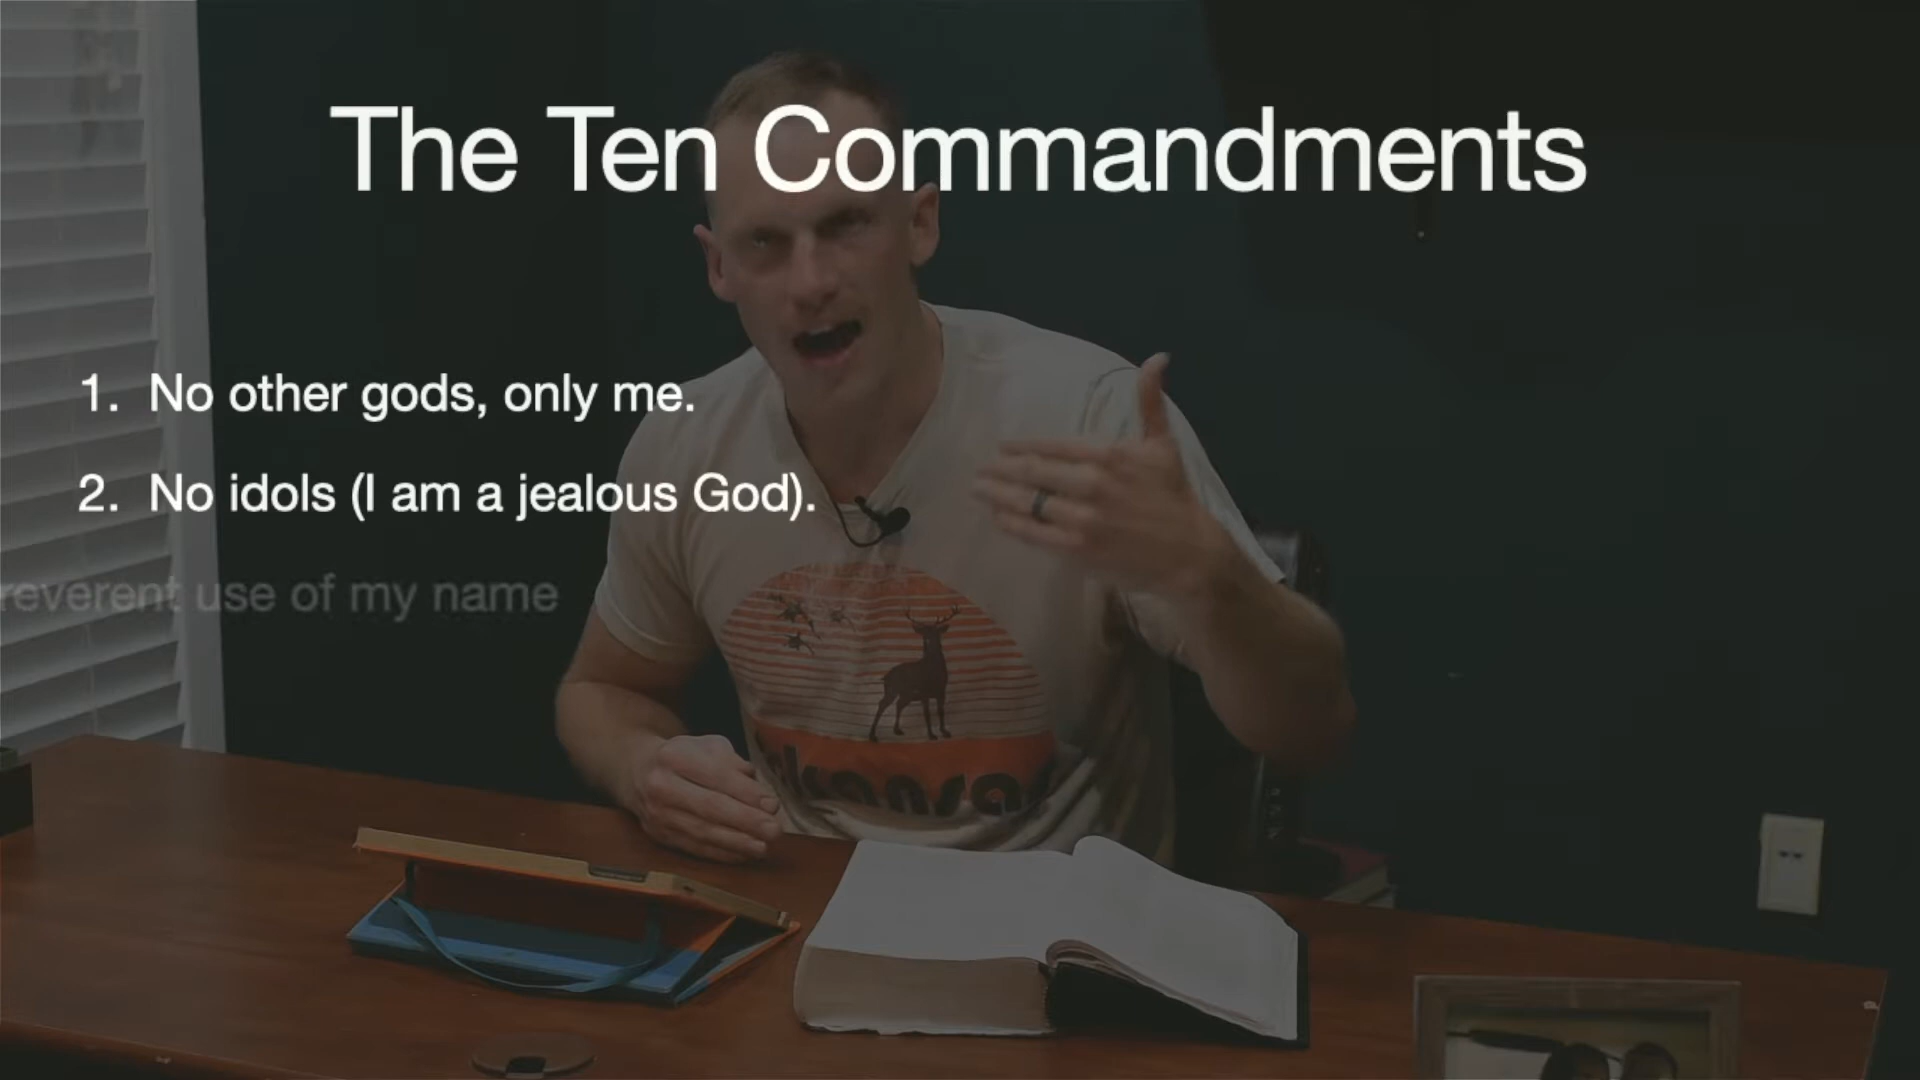 The Ten Commandments
1. No other gods, only me.
2. No idols (I am a jealous God).
reverent use of my name